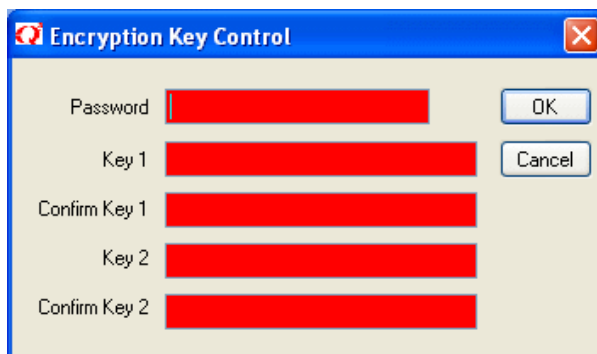 Encryption Key Control
Password
OK
Key 1
Cancel
Confirm Key 1
Key 2
Confirm Key 2